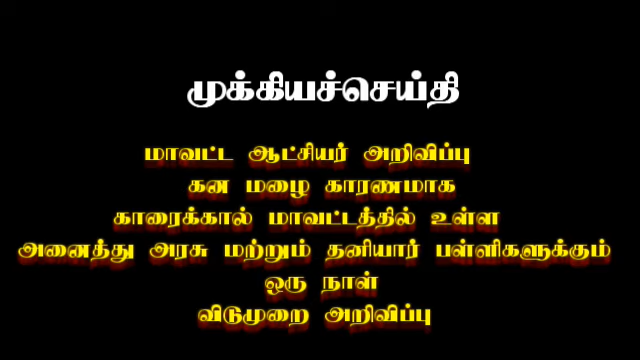 முக்கியச்செய்தி
மாவட்ட ஆட்சியர் அறிவிப்பு
கன மழை காரணமாக
காரைக்கால் மாவட்டத்தில் உள்ள
அனைத்து அரசு மற்றும் தனியார் பள்ளிகளுக்கும்
ஒரு நாள்
விடுமுறை அறிவிப்பு